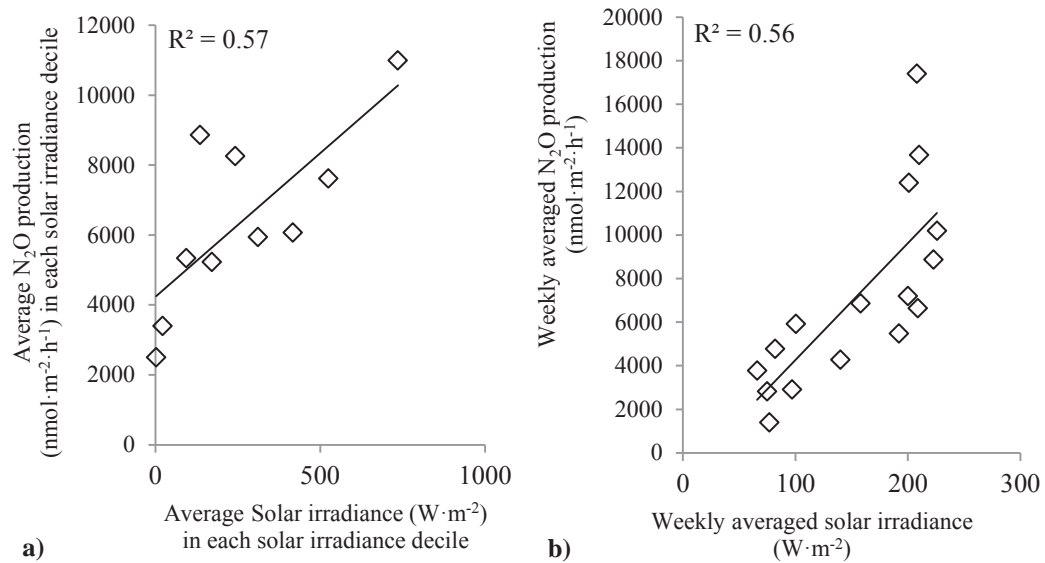 R² = 0.57
Average N₂O production
(nmol·m⁻²·h⁻¹) in each solar irradiance decile
12000
10000
8000
6000
4000
2000
0
0
500
1000
Average Solar irradiance (W·m⁻²)
in each solar irradiance decile
a)
R² = 0.56
Weekly averaged N₂O production
(nmol·m⁻²·h⁻¹)
20000
18000
16000
14000
12000
10000
8000
6000
4000
2000
0
0
100
200
300
Weekly averaged solar irradiance
(W·m⁻²)
b)